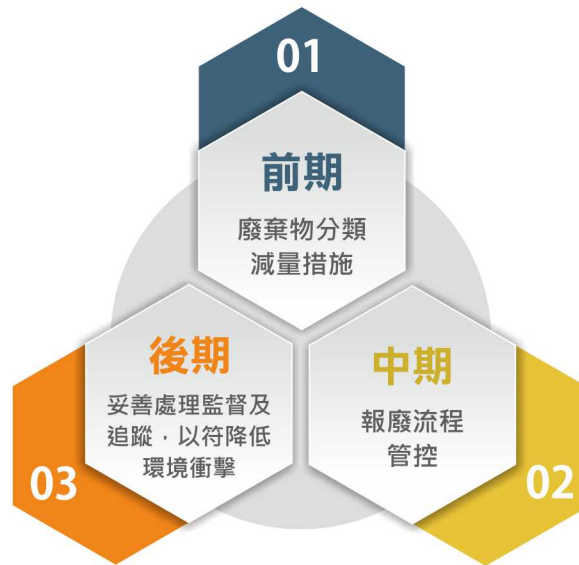 01
前期
廢棄物分類
減量措施
中期
報廢流程
管控
02
後期
妥善處理監督及
追蹤，以符降低
環境衝擊
03